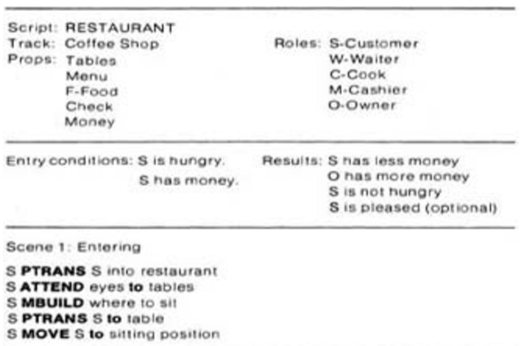 Script: RESTAURANT
Track: Coffee Shop
Props: Tables
Menu
F-Food
Check
Money
Roles: S-Customer
W-Waiter
C-Cook
M-Cashier
O-Owner
Entry conditions: S is hungry.
S has money.
Results: S has less money
O has more money
S is not hungry
S is pleased (optional)
Scene 1: Entering
S PTRANS S into restaurant
S ATTEND eyes to tables
S MBUILD where to sit
S PTRANS S to table
S MOVE S to sitting position